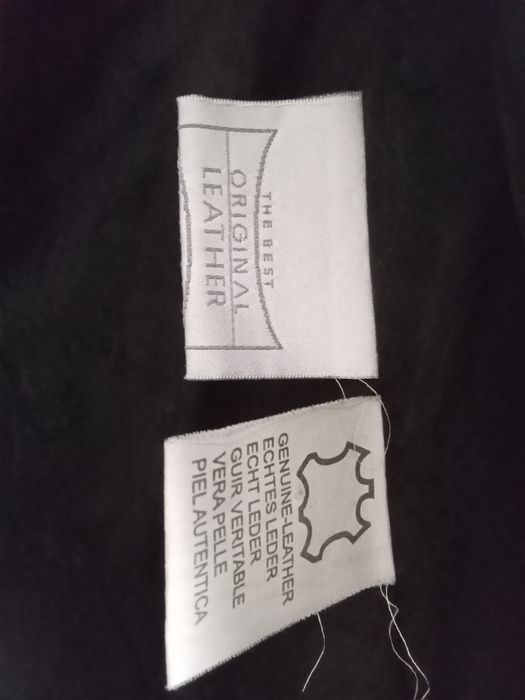 THE BEST
ORIGINAL
LEATHER
GENUINE-LEATHER
ECHTES LEDER
ECHT LEDER
GUIR VERITABLE
VERA PELLE
PIEL AUTENTICA